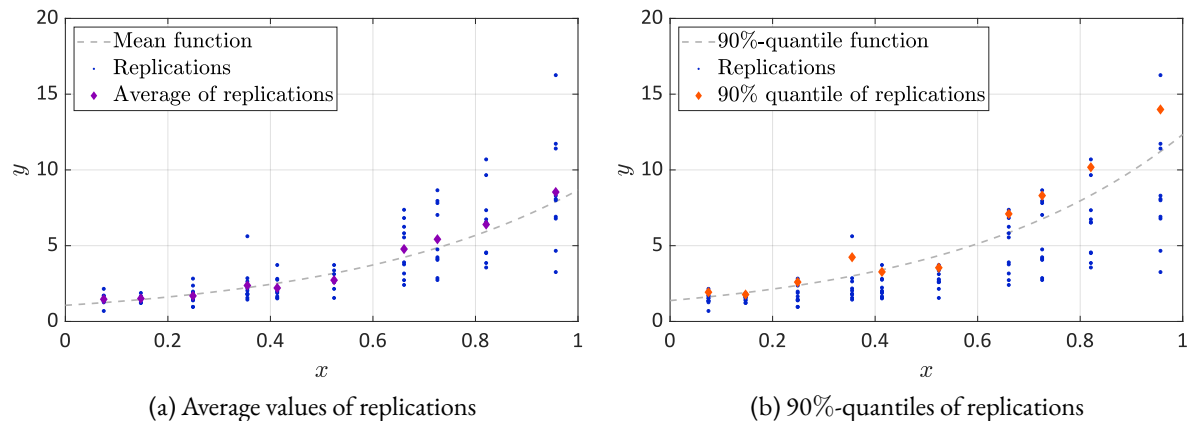 20
15
10
5
0
y
Mean function
Replications
Average of replications
0 0.2 0.4 0.6 0.8 1
x
(a) Average values of replications
20
15
10
5
0
y
90%-quantile function
Replications
90% quantile of replications
0 0.2 0.4 0.6 0.8 1
x
(b) 90%-quantiles of replications